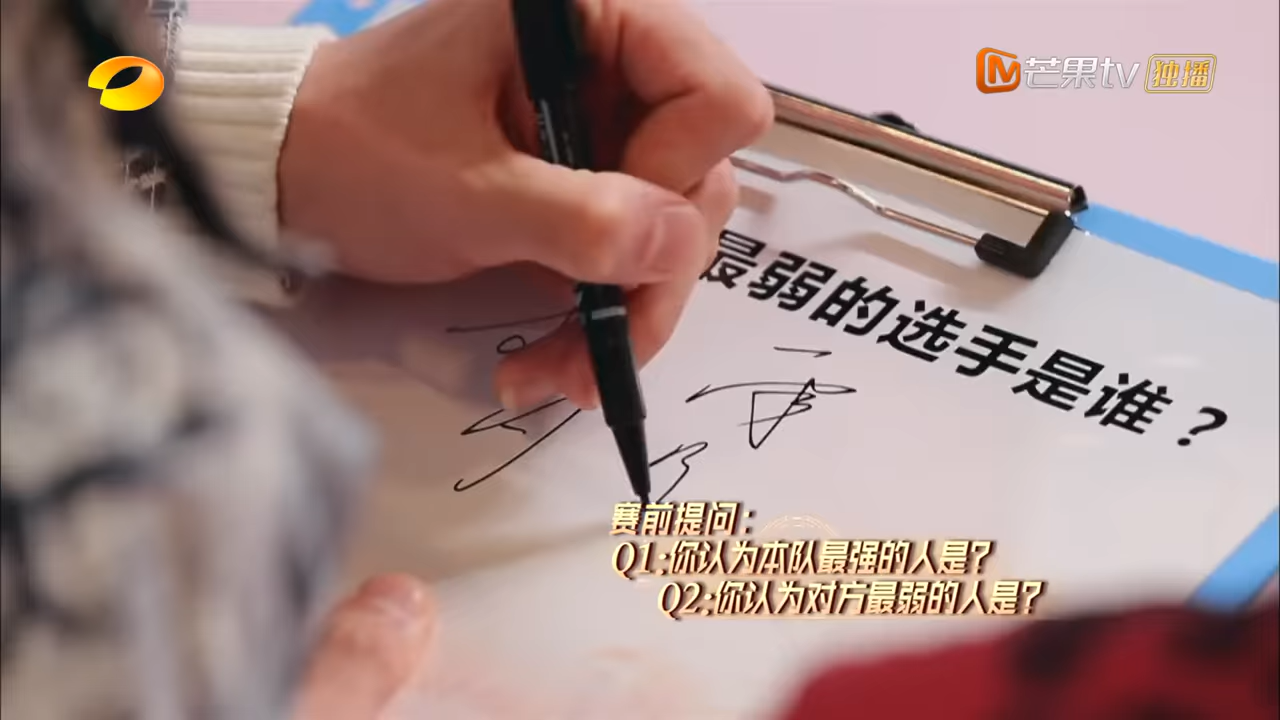 芒果tv 独播
最弱的选手是谁？
赛前提问：
Q1:你认为本队最强的人是？
Q2:你认为对方最弱的人是？